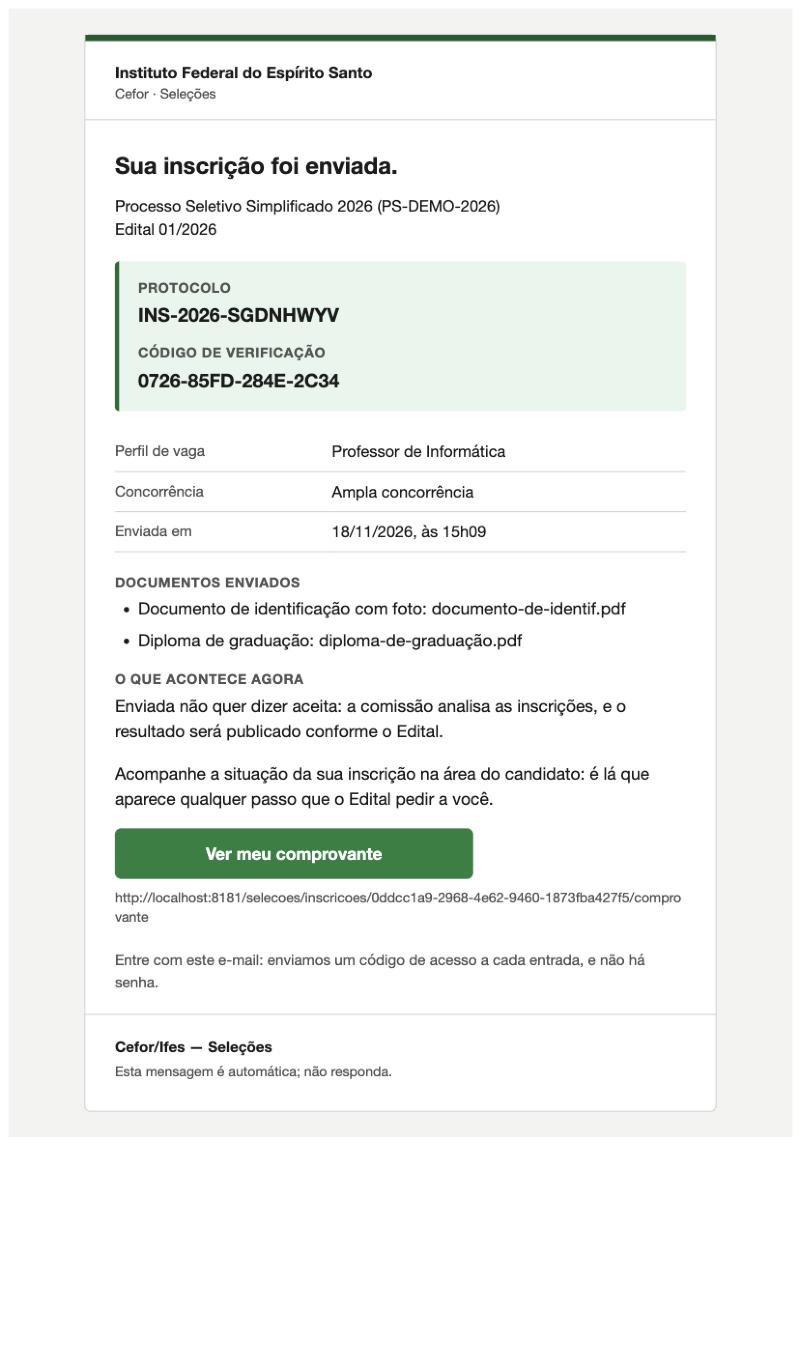 Instituto Federal do Espírito Santo
Cefor · Seleções
Sua inscrição foi enviada.
Processo Seletivo Simplificado 2026 (PS-DEMO-2026)
Edital 01/2026
PROTOCOLO
INS-2026-SGDNHWYV
CÓDIGO DE VERIFICAÇÃO
0726-85FD-284E-2C34
Perfil de vaga Professor de Informática
Concorrência Ampla concorrência
Enviada em 18/11/2026, às 15h09
DOCUMENTOS ENVIADOS
• Documento de identificação com foto: documento-de-identif.pdf
• Diploma de graduação: diploma-de-graduação.pdf
O QUE ACONTECE AGORA
Enviada não quer dizer aceita: a comissão analisa as inscrições, e o
resultado será publicado conforme o Edital.
Acompanhe a situação da sua inscrição na área do candidato: é lá que
aparece qualquer passo que o Edital pedir a você.
Ver meu comprovante
http://localhost:8181/selecoes/inscricoes/0ddcc1a9-2968-4e62-9460-1873fba427f5/compro
vante
Entre com este e-mail: enviamos um código de acesso a cada entrada, e não há
senha.
Cefor/Ifes — Seleções
Esta mensagem é automática; não responda.